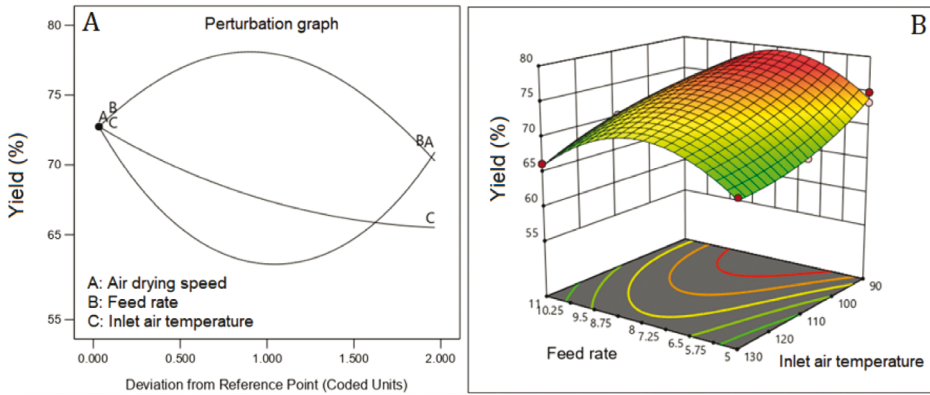 A
Perturbation graph
Yield (%)
80
75
70
65
55
A
B
C
BA
C
A: Air drying speed
B: Feed rate
C: Inlet air temperature
0.000 0.500 1.000 1.500 2.000
Deviation from Reference Point (Coded Units)
B
Yield (%)
80
75
70
65
60
55
11 10.25 9.5 8.75 8 7.25 6.5 5.75 5
130 120 110 100 90
Feed rate
Inlet air temperature